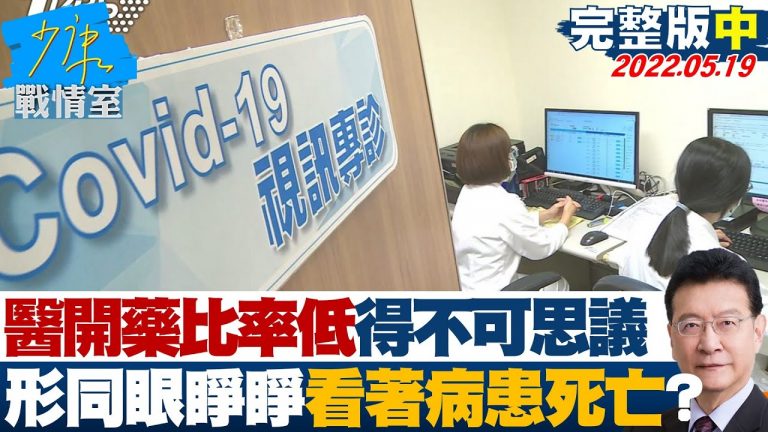 少康
戰情室
完整版中
2022.05.19
Covid-19
視訊專診
醫開藥比率低得不可思議
形同眼睜睜看著病患死亡?